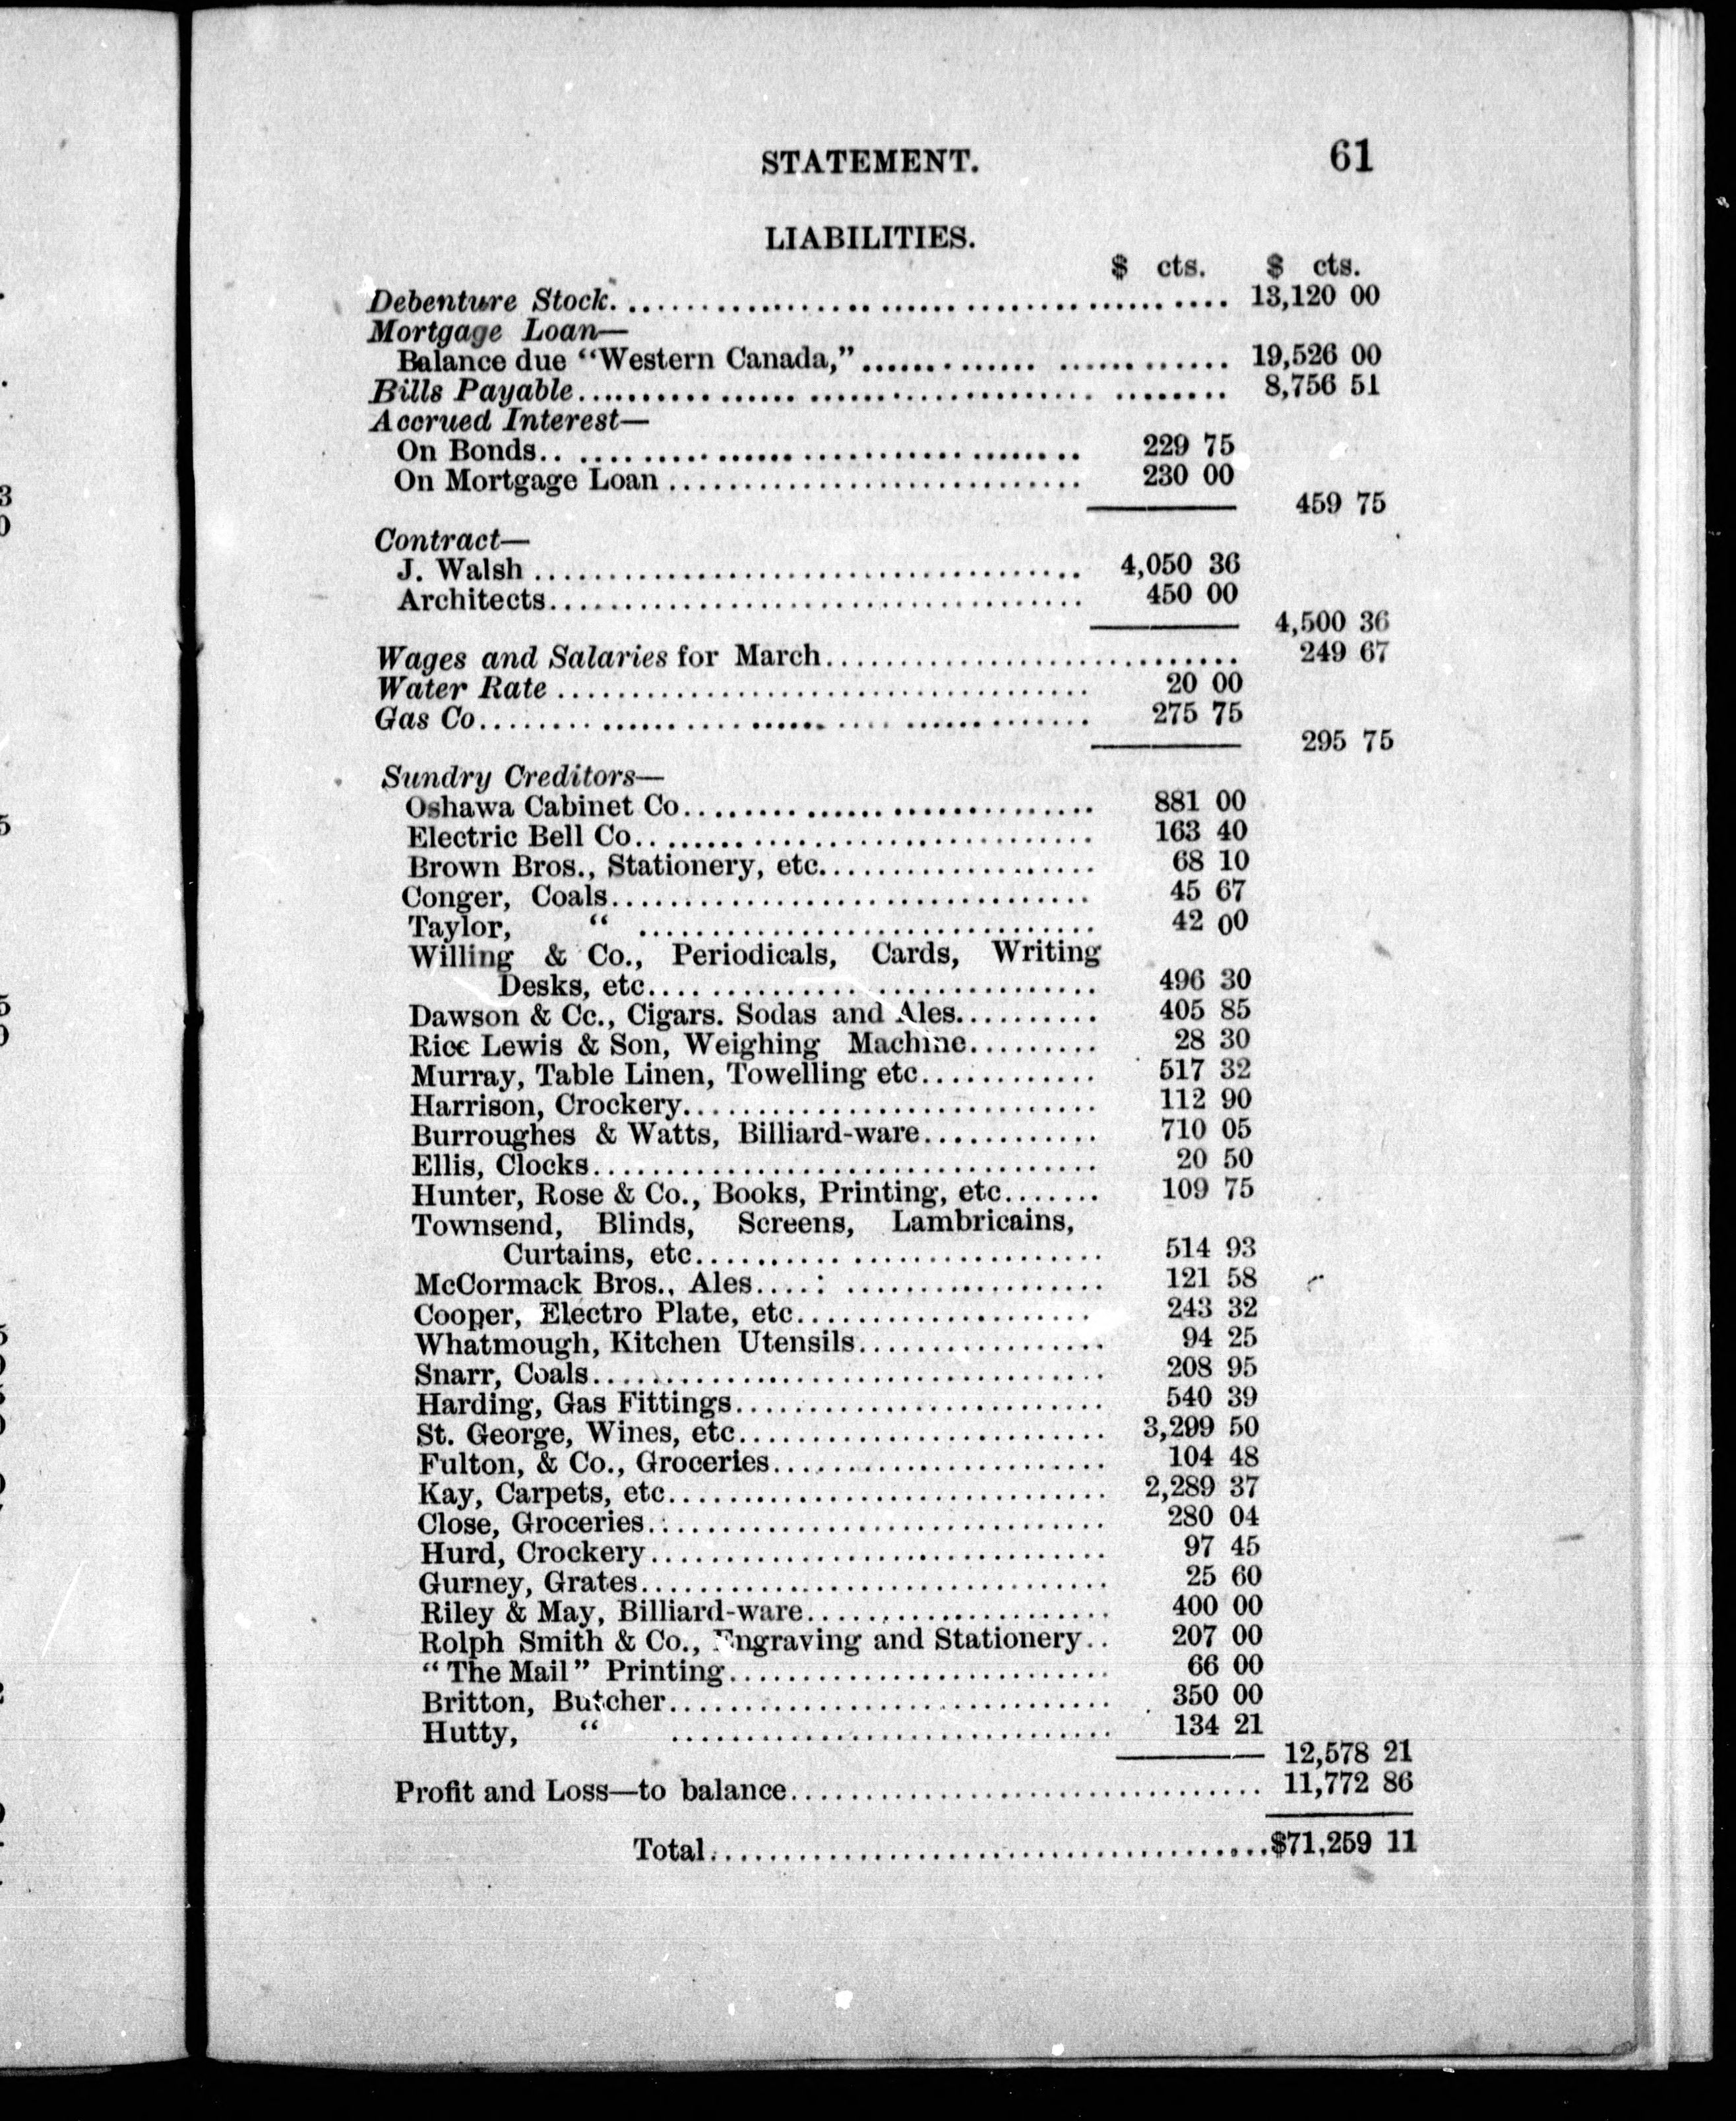 STATEMENT. 61
LIABILITIES.
$ cts. $ cts.
Debenture Stock. 13,120 00
Mortgage Loan—
Balance due "Western Canada," 19,526 00
Bills Payable 8,756 51
Accrued Interest—
On Bonds 229 75
On Mortgage Loan 230 00
459 75
Contract—
J. Walsh 4,050 36
Architects 450 00
4,500 36
Wages and Salaries for March 249 67
Water Rate 20 00
Gas Co 275 75
295 75
Sundry Creditors—
Oshawa Cabinet Co 881 00
Electric Bell Co 163 40
Brown Bros., Stationery, etc 68 10
Conger, Coals 45 67
Taylor, " 42 00
Willing & Co., Periodicals, Cards, Writing
Desks, etc 496 30
Dawson & Co., Cigars. Sodas and Ales 405 85
Rice Lewis & Son, Weighing Machine 28 30
Murray, Table Linen, Towelling etc 517 32
Harrison, Crockery 112 90
Burroughes & Watts, Billiard-ware 710 05
Ellis, Clocks 20 50
Hunter, Rose & Co., Books, Printing, etc 109 75
Townsend, Blinds, Screens, Lambricains,
Curtains, etc 514 93
McCormack Bros., Ales 121 58
Cooper, Electro Plate, etc 243 32
Whatmough, Kitchen Utensils 94 25
Snarr, Coals 208 95
Harding, Gas Fittings 540 39
St. George, Wines, etc 3,299 50
Fulton, & Co., Groceries 104 48
Kay, Carpets, etc 2,289 37
Close, Groceries 280 04
Hurd, Crockery 97 45
Gurney, Grates 25 60
Riley & May, Billiard-ware 400 00
Rolph Smith & Co., Engraving and Stationery 207 00
"The Mail" Printing 66 00
Britton, Butcher 350 00
Hutty, " 134 21
12,578 21
Profit and Loss—to balance 11,772 86
Total $71,259 11